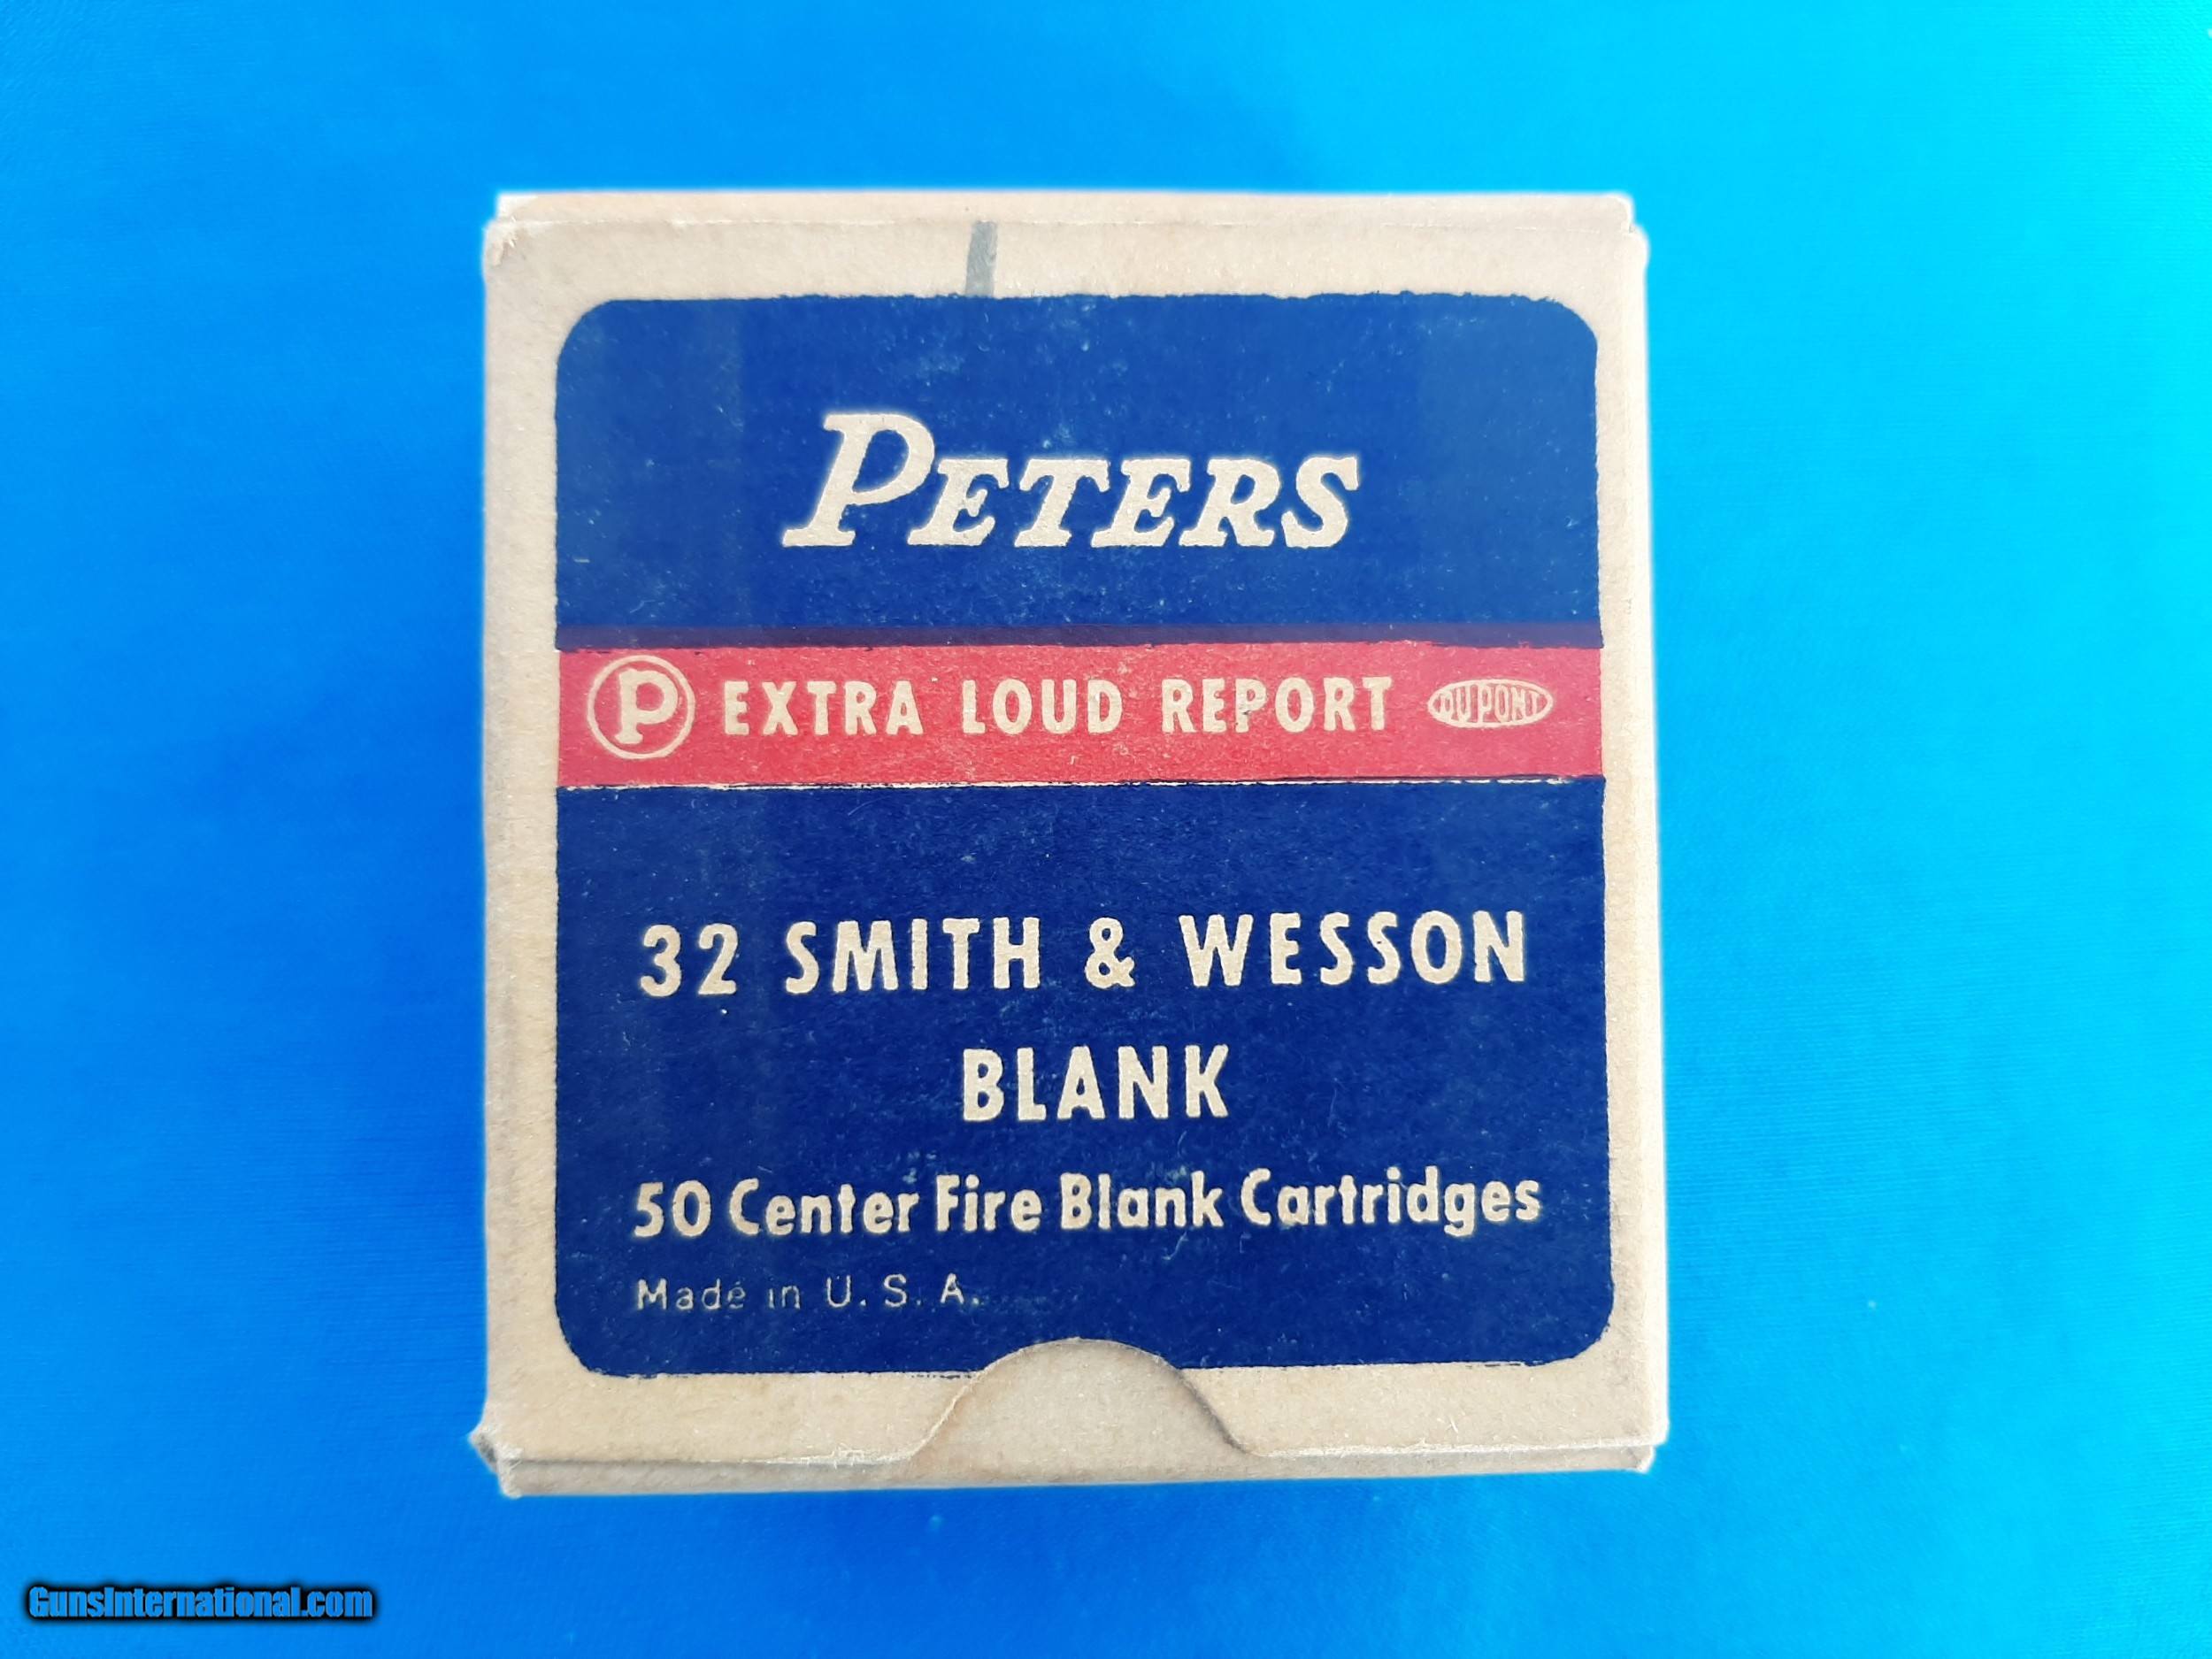 PETERS
P EXTRA LOUD REPORT DU PONT
32 SMITH & WESSON
BLANK
50 Center Fire Blank Cartridges
Made in U. S. A.
GunsInternational.com